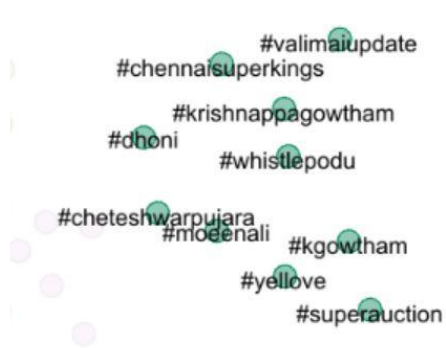 #valimaiupdate
#chennaisuperkings
#krishnappagowtham
#dhoni
#whistlepodu
#cheteshwarpujara
#moeenali
#kgowtham
#yellove
#superauction